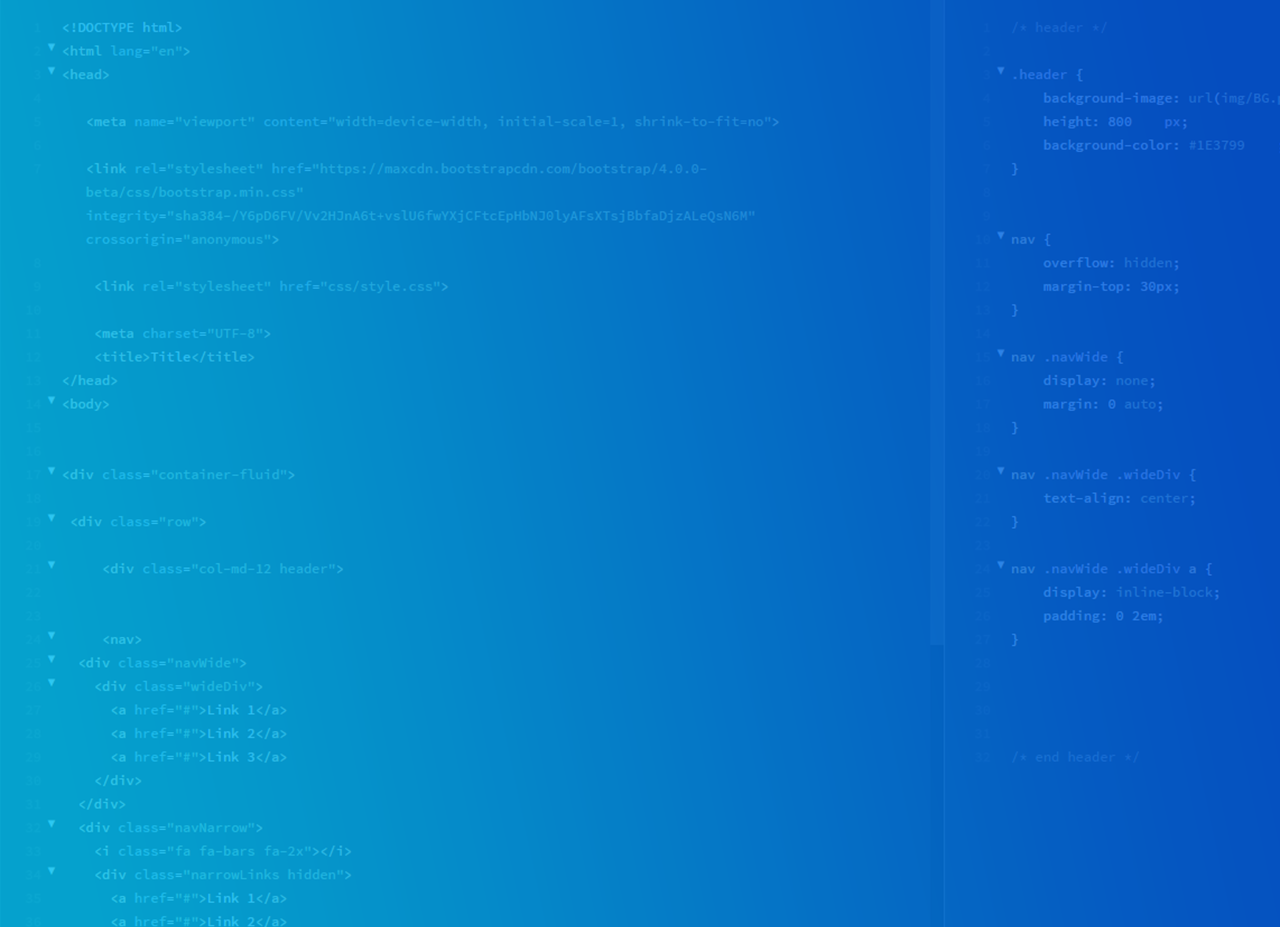 <!DOCTYPE html>
<html lang="en">
<head>
<meta name="viewport" content="width=device-width, initial-scale=1, shrink-to-fit=no">
<link rel="stylesheet" href="https://maxcdn.bootstrapcdn.com/bootstrap/4.0.0-
beta/css/bootstrap.min.css"
integrity="sha384-/Y6pD6FV/Vv2HJnA6t+vslU6fwYXjCFtcEpHbNJ0lyAFsXTsjBbfaDjzALeQsN6M"
crossorigin="anonymous">
<link rel="stylesheet" href="css/style.css">
<meta charset="UTF-8">
<title>Title</title>
</head>
<body>
<div class="container-fluid">
<div class="row">
<div class="col-md-12 header">
<nav>
<div class="navWide">
<div class="wideDiv">
<a href="#">Link 1</a>
<a href="#">Link 2</a>
<a href="#">Link 3</a>
</div>
</div>
<div class="navNarrow">
<i class="fa fa-bars fa-2x"></i>
<div class="narrowLinks hidden">
<a href="#">Link 1</a>
<a href="#">Link 2</a>
/* header */
.header {
background-image: url(img/BG.
height: 800 px;
background-color: #1E3799
}
nav {
overflow: hidden;
margin-top: 30px;
}
nav .navWide {
display: none;
margin: 0 auto;
}
nav .navWide .wideDiv {
text-align: center;
}
nav .navWide .wideDiv a {
display: inline-block;
padding: 0 2em;
}
/* end header */